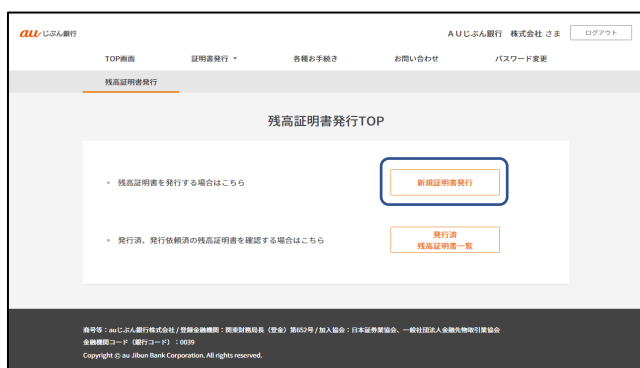 au じぶん銀行
AUじぶん銀行 株式会社 さま
ログアウト
TOP画面 証明書発行 各種お手続き お問い合わせ パスワード変更
残高証明書発行
残高証明書発行TOP
残高証明書を発行する場合はこちら
新規証明書発行
発行済、発行依頼済の残高証明書を確認する場合はこちら
発行済
残高証明書一覧
商号等:auじぶん銀行株式会社 / 登録金融機関:関東財務局長(登金)第652号 / 加入協会:日本証券業協会、一般社団法人金融先物取引業協会
金融機関コード(銀行コード):0039
Copyright © au Jibun Bank Corporation. All rights reserved.